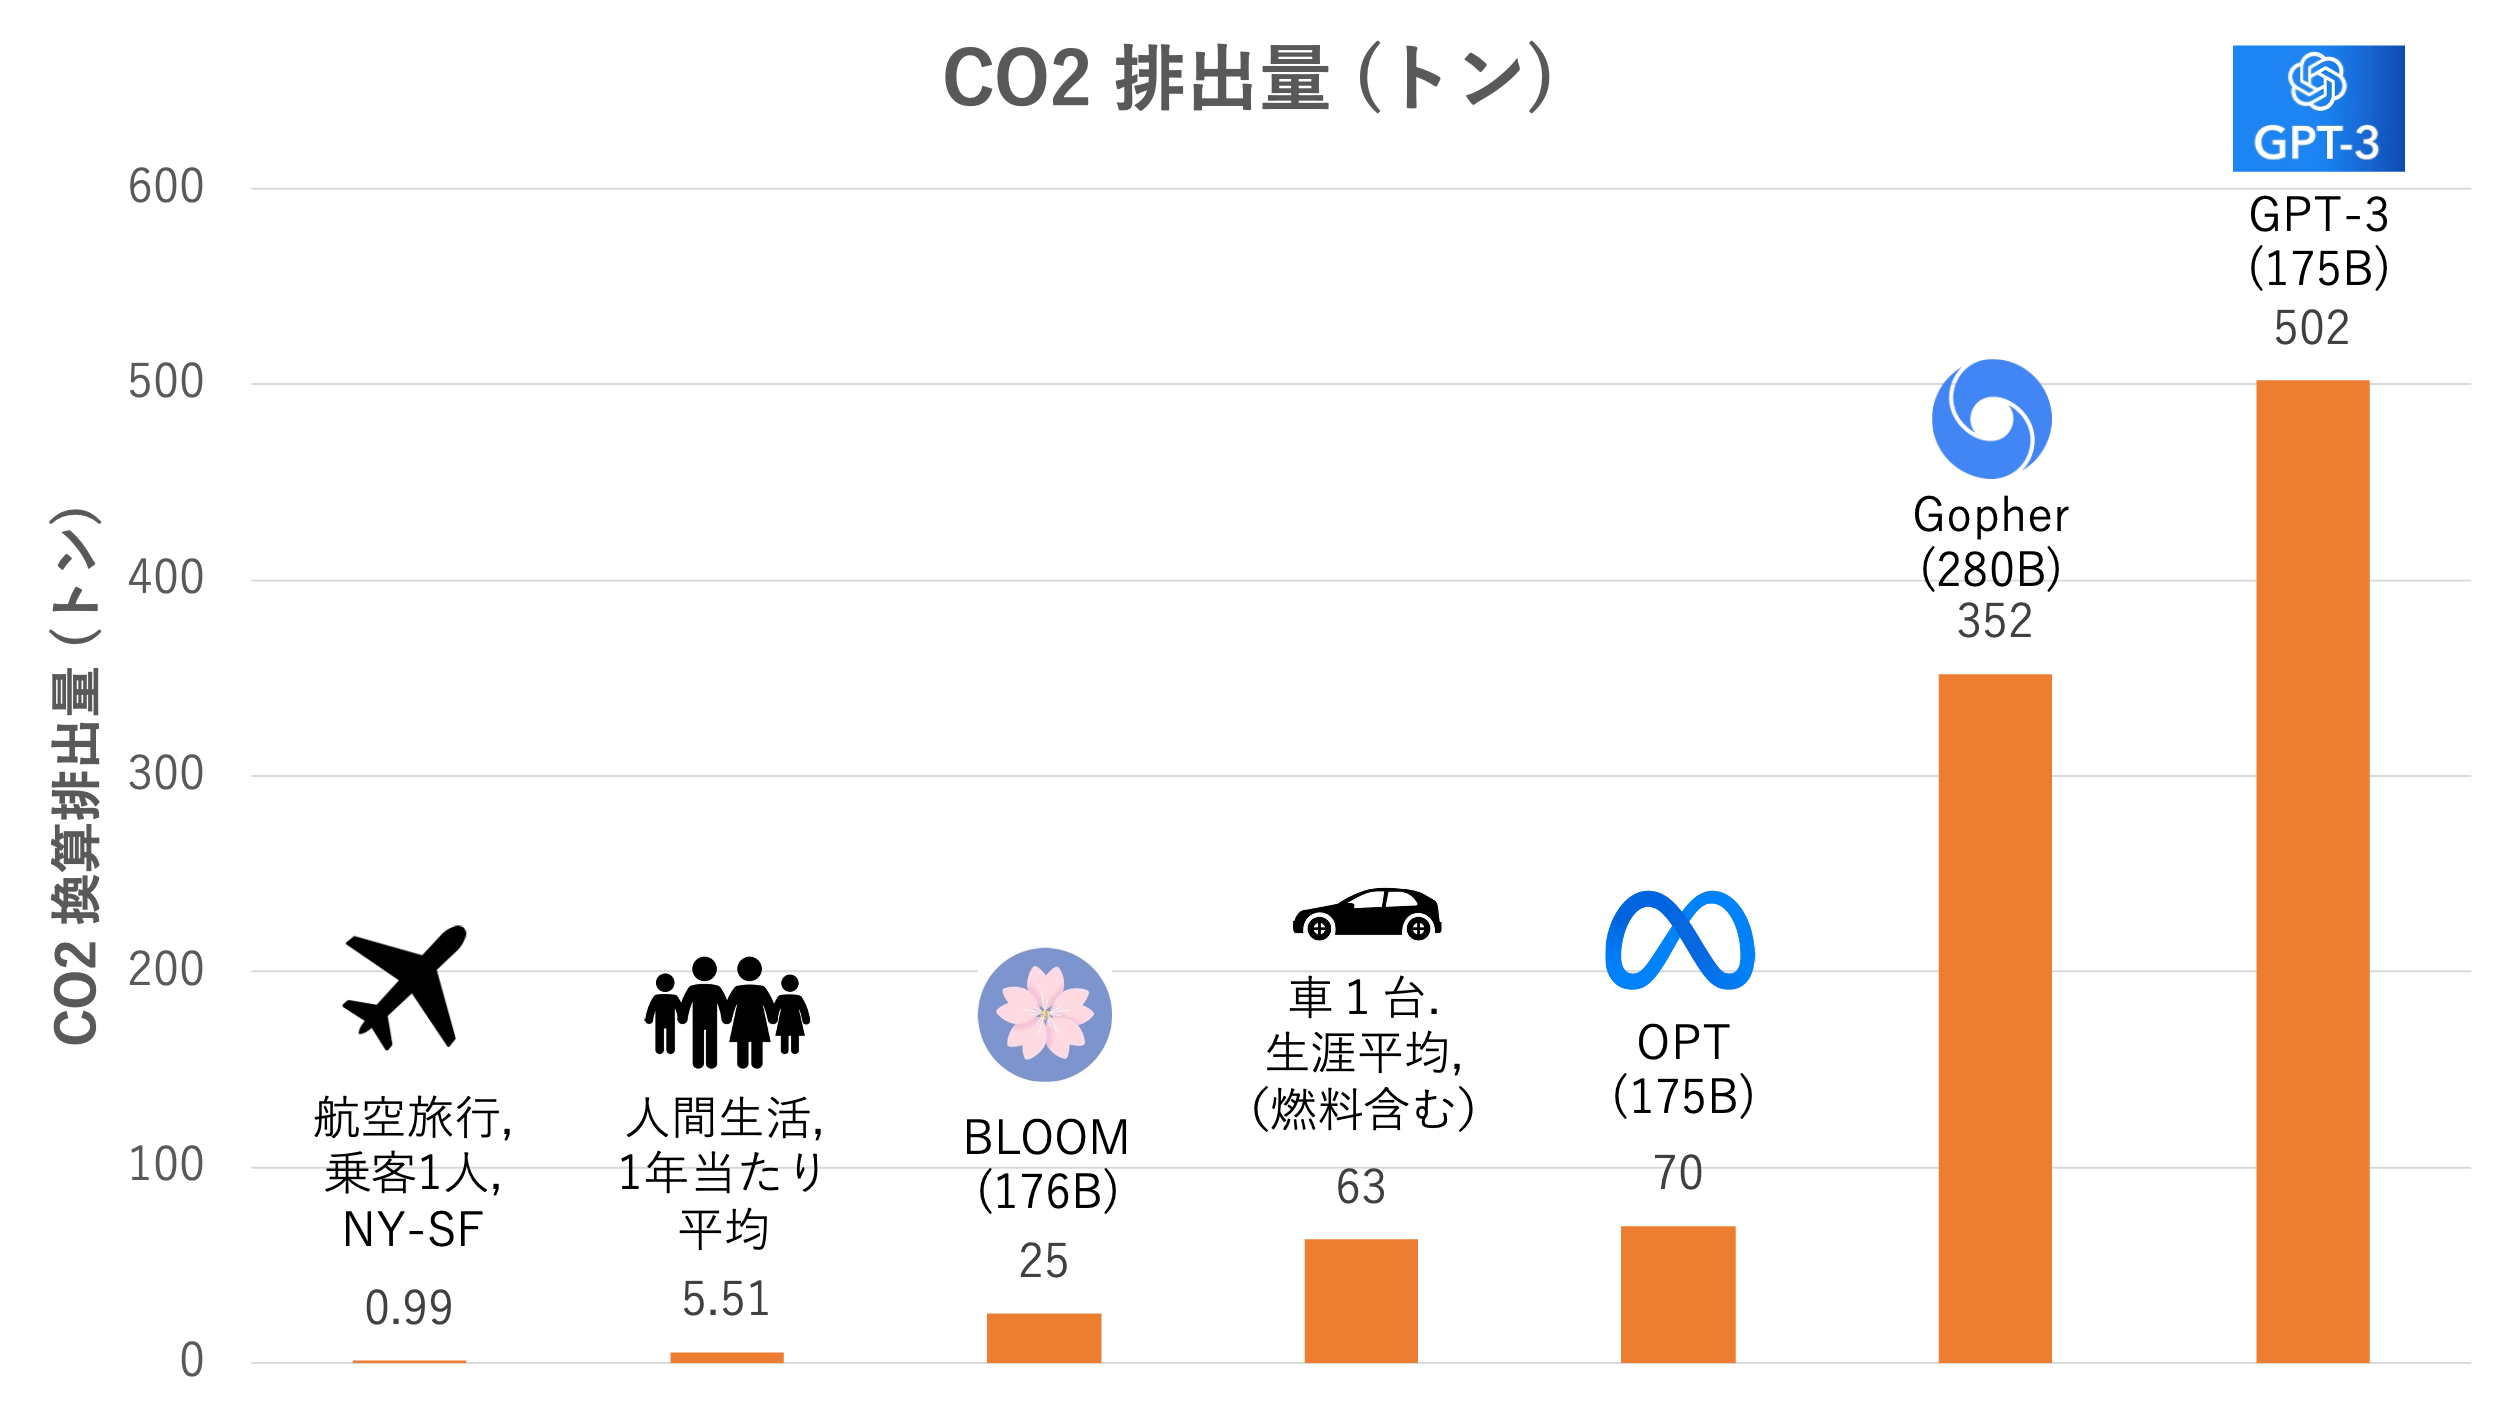 CO2 排出量（トン）
CO2 換算排出量（トン）
600
500
400
300
200
100
0
航空旅行,
乗客1人,
NY-SF
0.99
人間生活,
1年当たり
平均
5.51
BLOOM
(176B)
25
車 1 台.
生涯平均,
(燃料含む)
63
OPT
(175B)
70
Gopher
(280B)
352
GPT-3
GPT-3
(175B)
502